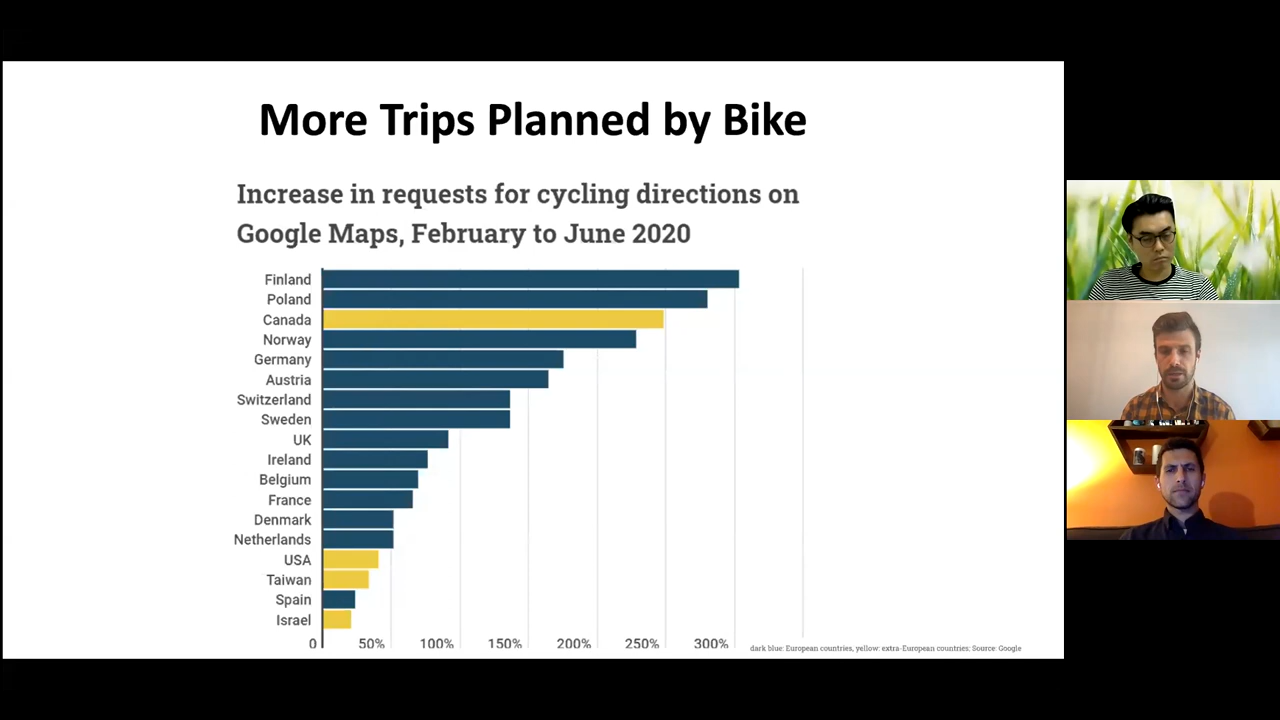 More Trips Planned by Bike
Increase in requests for cycling directions on
Google Maps, February to June 2020
Finland
Poland
Canada
Norway
Germany
Austria
Switzerland
Sweden
UK
Ireland
Belgium
France
Denmark
Netherlands
USA
Taiwan
Spain
Israel
0 50% 100% 150% 200% 250% 300%
dark blue: European countries, yellow: extra-European countries; Source: Google